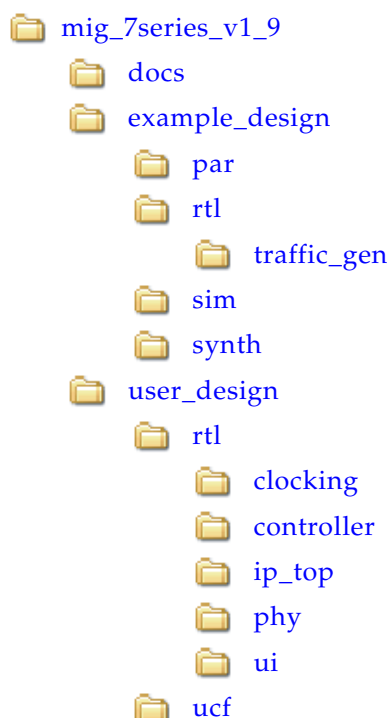 mig_7series_v1_9
docs
example_design
par
rtl
traffic_gen
sim
synth
user_design
rtl
clocking
controller
ip_top
phy
ui
ucf